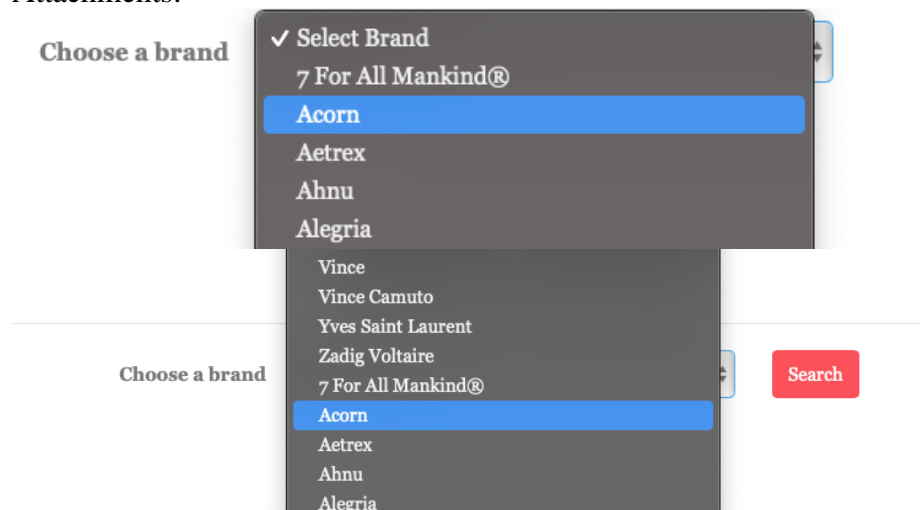 Attachments:
Choose a brand
✓ Select Brand
7 For All Mankind®
Acorn
Aetrex
Ahnu
Alegria
Vince
Vince Camuto
Yves Saint Laurent
Zadig Voltaire
Choose a brand
7 For All Mankind®
Search
Acorn
Aetrex
Ahnu
Alegria